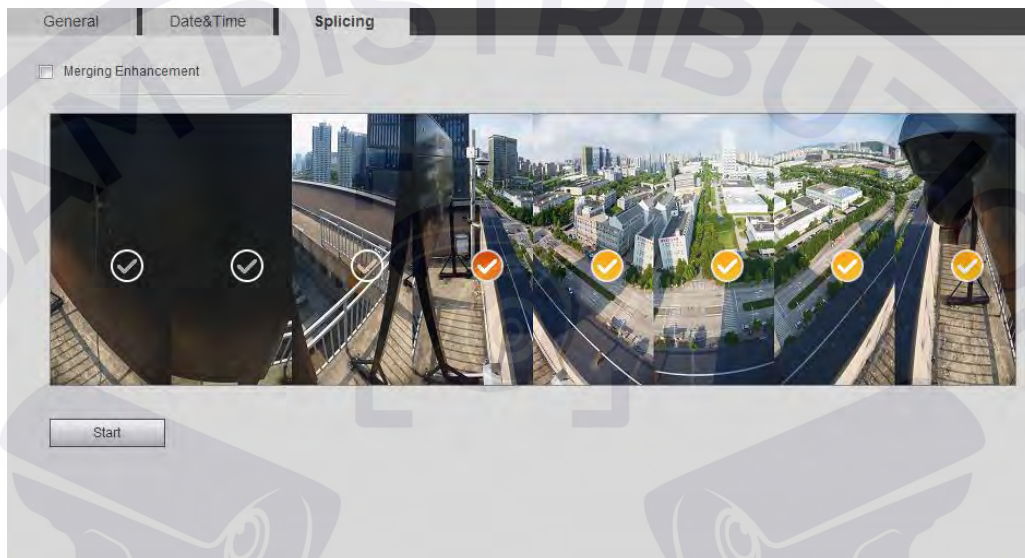 General
Date&Time
Splicing
Merging Enhancement
Start